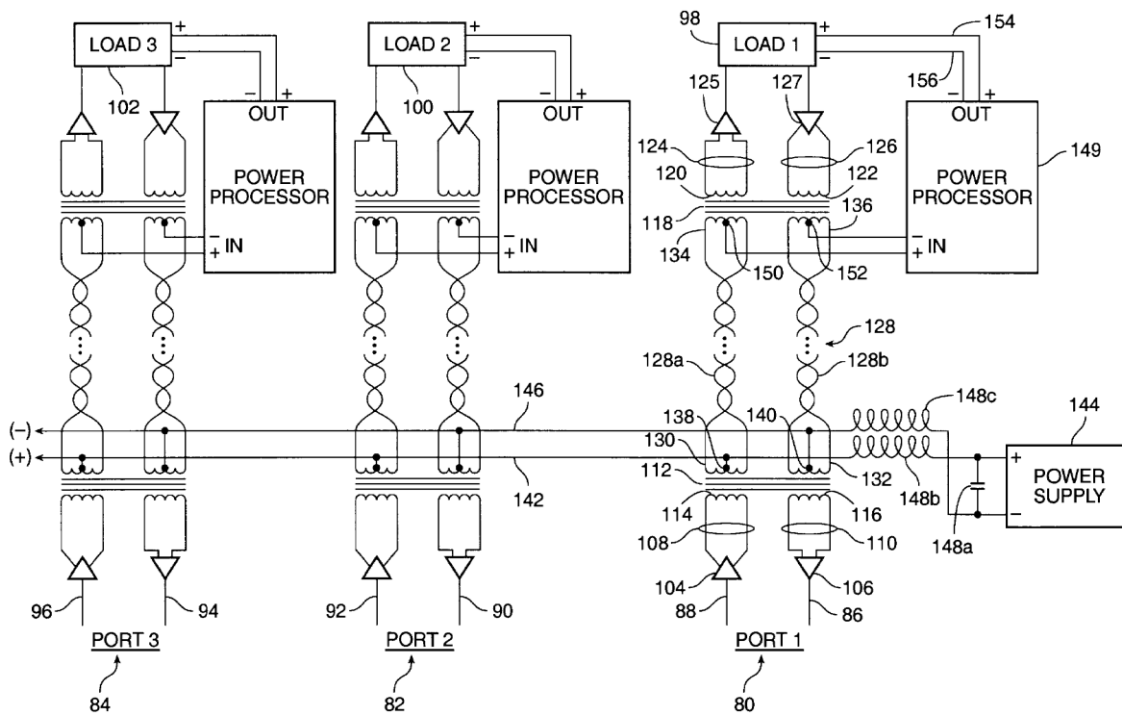 LOAD 3
+
−
102
− +
OUT
POWER
PROCESSOR
−
+
IN
LOAD 2
+
−
100
− +
OUT
POWER
PROCESSOR
−
+
IN
98
LOAD 1
+
−
154
156
125
127
− +
OUT
124
126
120
122
POWER
PROCESSOR
149
118
136
−
+
IN
134
150
152
128
128a
128b
146
138
140
148c
144
(−)
(+)
130
142
112
132
148b
+
−
POWER
SUPPLY
114
116
148a
108
110
104
106
96
94
92
90
88
86
PORT 3
PORT 2
PORT 1
84
82
80